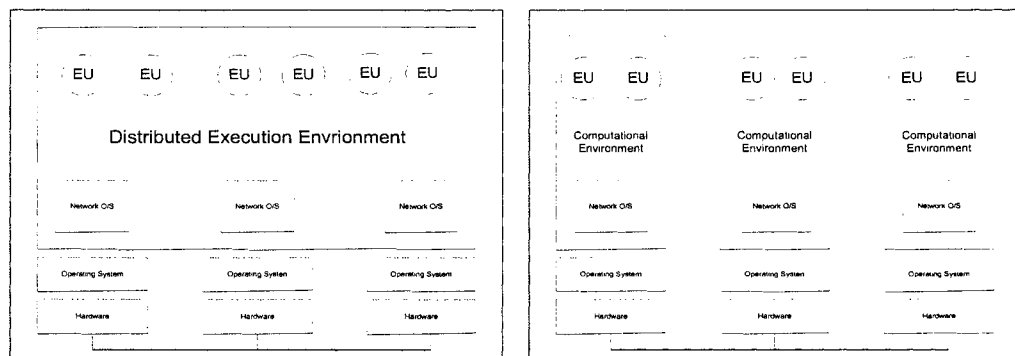 EU EU EU EU EU EU
Distributed Execution Envrionment
Network O/S Network O/S Network O/S
Operating System Operating System Operating System
Hardware Hardware Hardware
EU EU EU EU EU EU
Computational Computational Computational
Environment Environment Environment
Network O/S Network O/S Network O/S
Operating System Operating System Operating System
Hardware Hardware Hardware